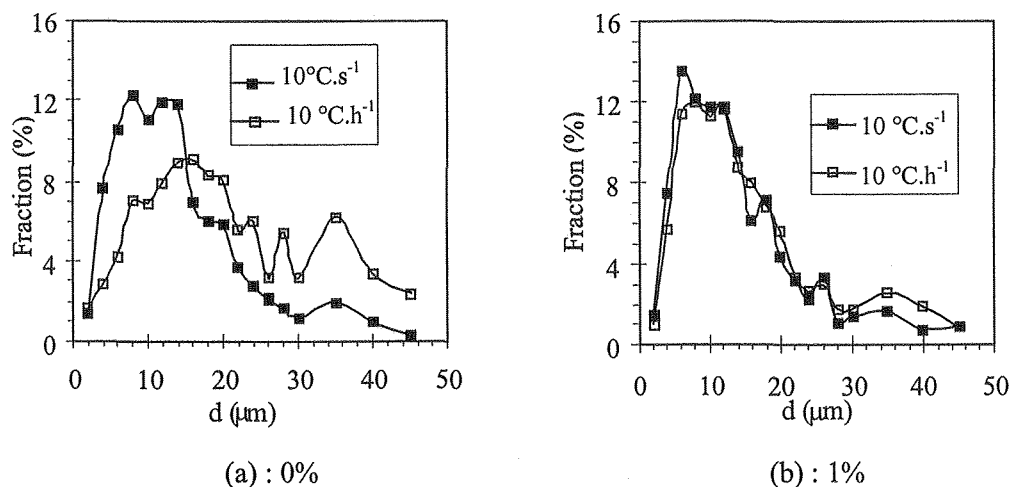 16
12
8
4
0
Fraction (%)
10°C.s⁻¹
10 °C.h⁻¹
0 10 20 30 40 50
d (µm)
(a) : 0%
16
12
8
4
0
Fraction (%)
10 °C.s⁻¹
10 °C.h⁻¹
0 10 20 30 40 50
d (µm)
(b) : 1%